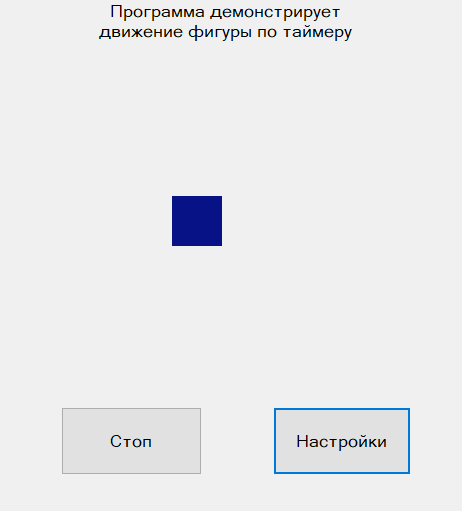 Программа демонстрирует
движение фигуры по таймеру
Стоп
Настройки